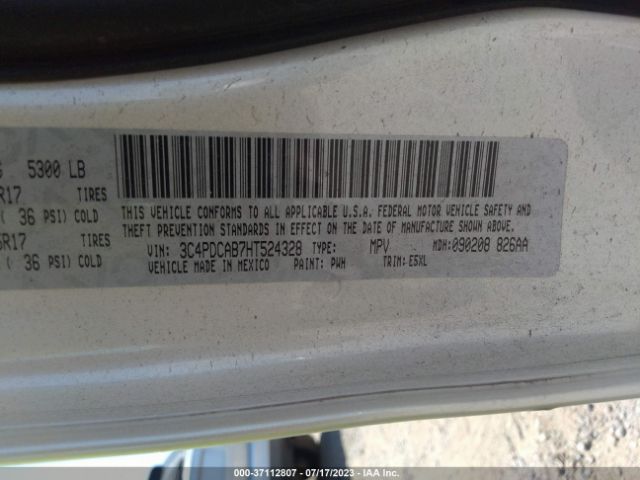 5300 LB
R17 TIRES
( 36 PSI) COLD
R17 TIRES
( 36 PSI) COLD
THIS VEHICLE CONFORMS TO ALL APPLICABLE U.S.A. FEDERAL MOTOR VEHICLE SAFETY AND
THEFT PREVENTION STANDARDS IN EFFECT ON THE DATE OF MANUFACTURE SHOWN ABOVE.
VIN: 3C4PDCAB7HT524328 TYPE: MPV MDH:090208 826AA
VEHICLE MADE IN MEXICO PAINT: PWH TRIM: E5XL
000-37112807 - 07/17/2023 - IAA Inc.